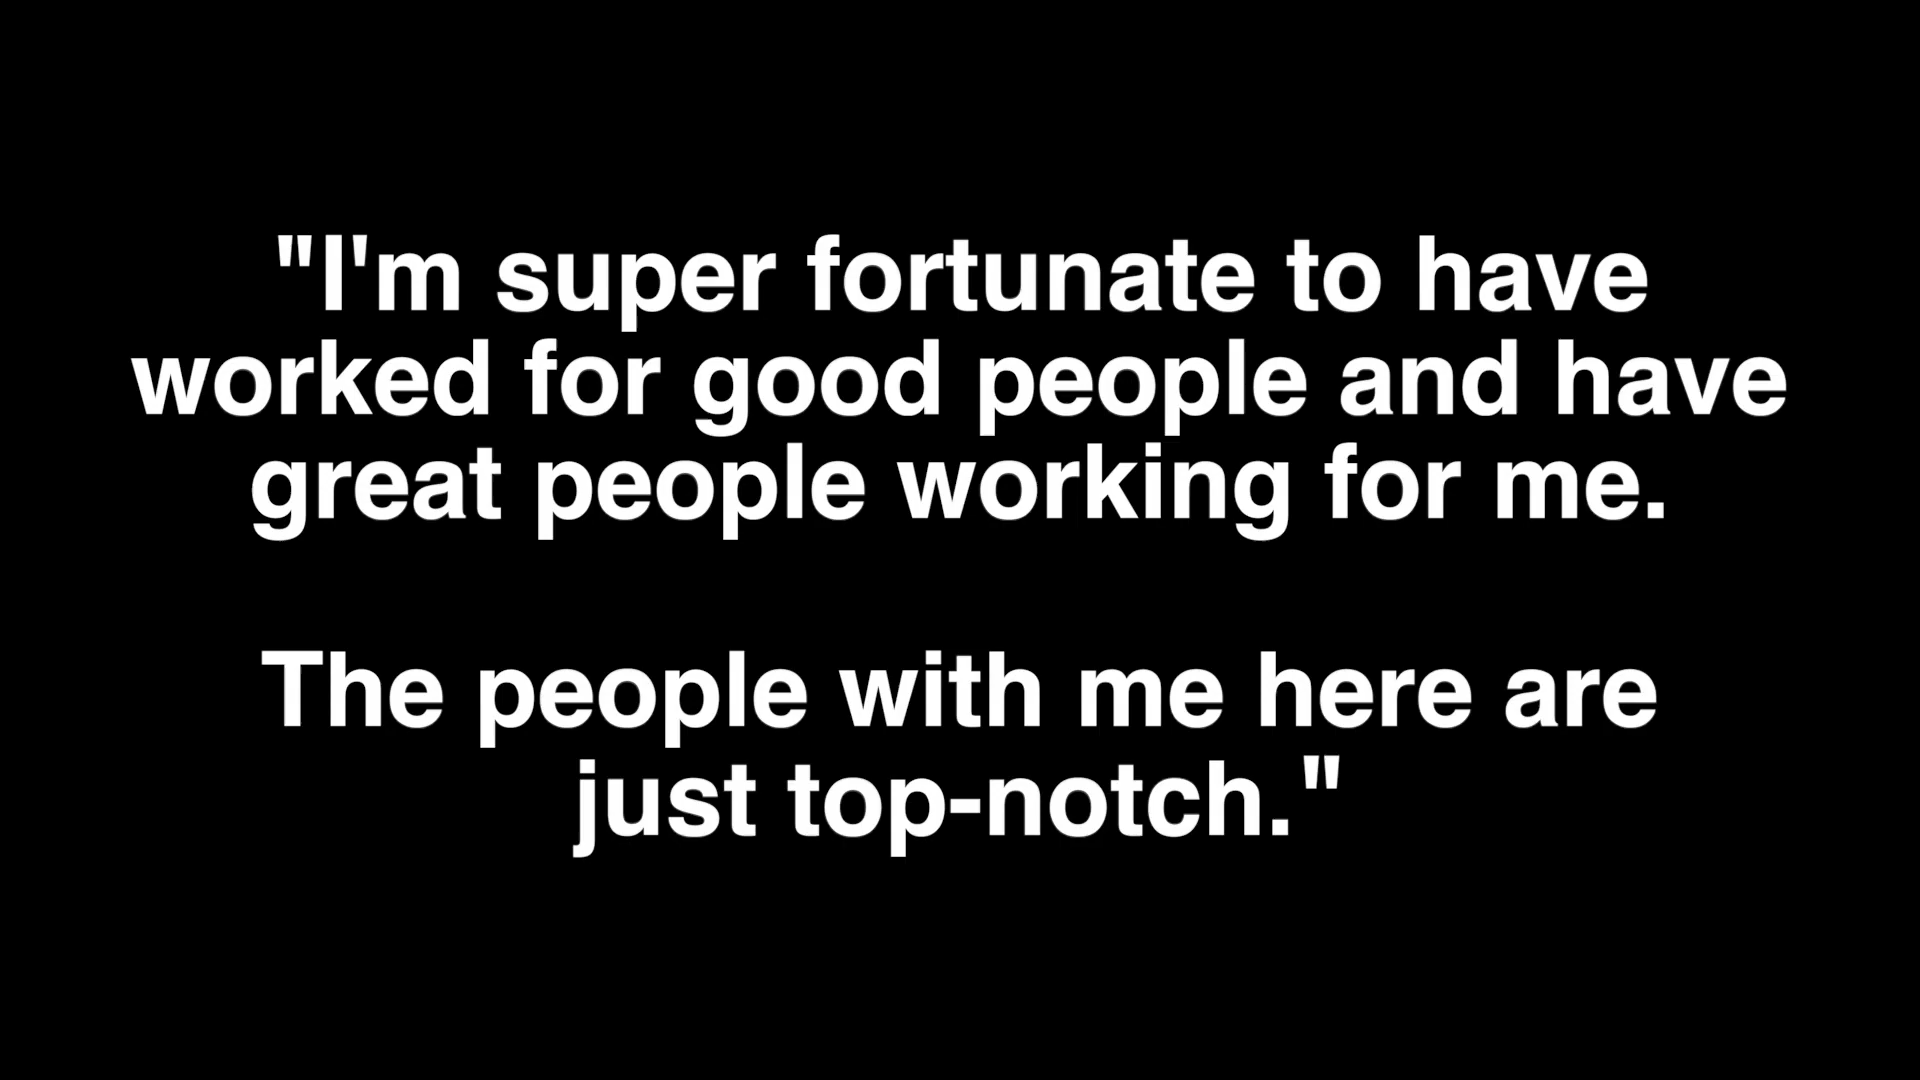 "I'm super fortunate to have
worked for good people and have
great people working for me.
The people with me here are
just top-notch."